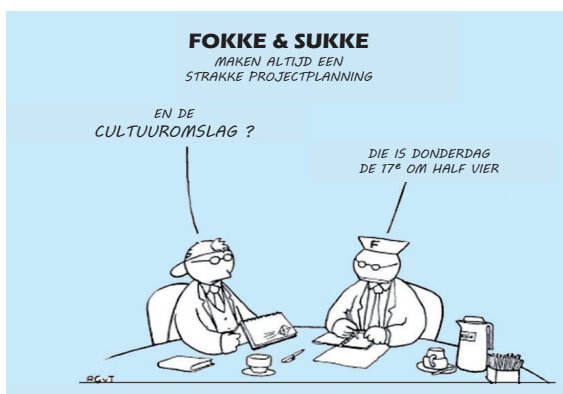 FOKKE & SUKKE
MAKEN ALTIJD EEN
STRAKKE PROJECTPLANNING
EN DE
CULTUUROMSLAG ?
DIE IS DONDERDAG
DE 17e OM HALF VIER
F
RGvT